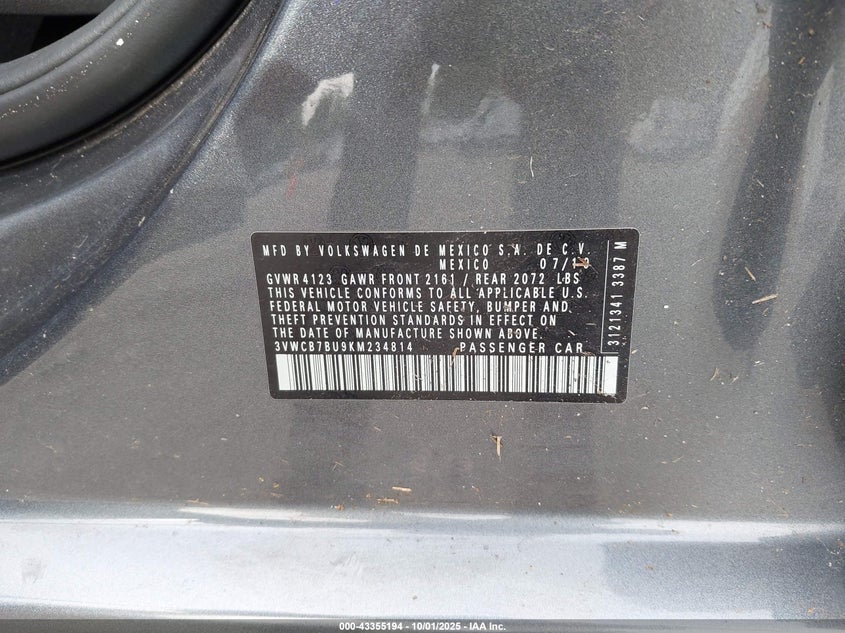 MFD BY VOLKSWAGEN DE MEXICO S.A. DE C.V.
MEXICO 07/19
GVWR 4123 GAWR FRONT 2161 / REAR 2072 LBS
THIS VEHICLE CONFORMS TO ALL APPLICABLE U.S.
FEDERAL MOTOR VEHICLE SAFETY, BUMPER AND
THEFT PREVENTION STANDARDS IN EFFECT ON
THE DATE OF MANUFACTURE SHOWN ABOVE.
3VWCB7BU9KM234814 PASSENGER CAR
3121341 3387 M
000-43355194 - 10/01/2025 - IAA Inc.